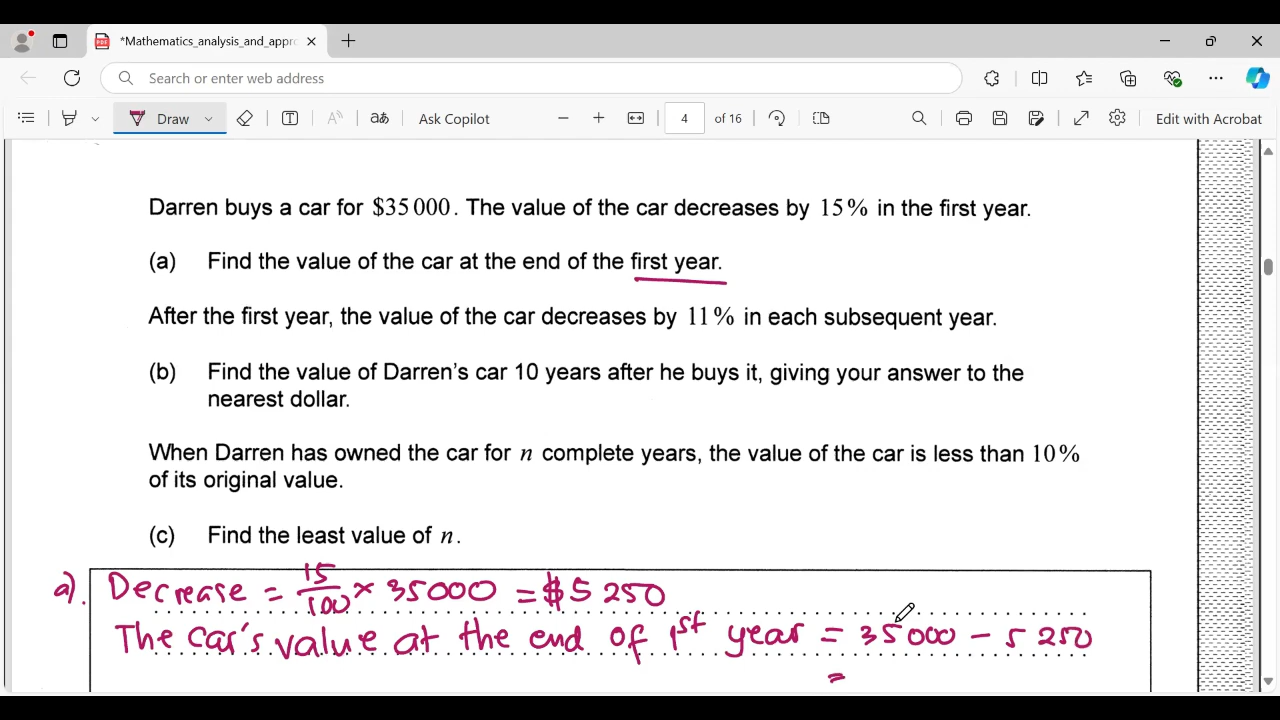 *Mathematics_analysis_and_appro
Search or enter web address
Draw
aあ
Ask Copilot
4 of 16
Edit with Acrobat
Darren buys a car for $35 000. The value of the car decreases by 15% in the first year.
(a) Find the value of the car at the end of the first year.
After the first year, the value of the car decreases by 11% in each subsequent year.
(b) Find the value of Darren's car 10 years after he buys it, giving your answer to the
nearest dollar.
When Darren has owned the car for n complete years, the value of the car is less than 10%
of its original value.
(c) Find the least value of n.
a). Decrease = 15/100 × 35000 = $5 250
The car's value at the end of 1st year = 35000 - 5 250
=